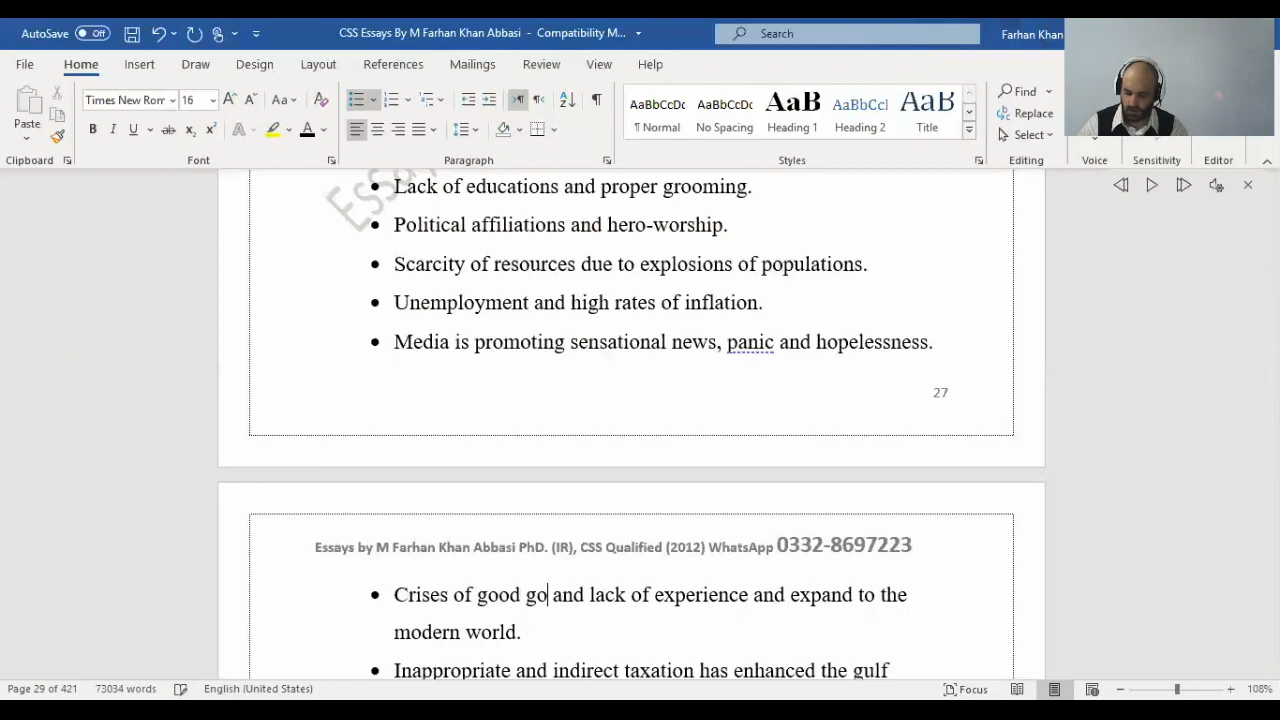 AutoSave Off CSS Essays By M Farhan Khan Abbasi - Compatibility M... Search Farhan Khan
File Home Insert Draw Design Layout References Mailings Review View Help
Times New Rorr 16 Aa AaBbCcDc AaBbCcDc AaB AaBbCcl AaB Find
Paste B I U ab x₂ x² A A ¶ Normal No Spacing Heading 1 Heading 2 Title Replace
Select
Clipboard Font Paragraph Styles Editing Voice Sensitivity Editor
• Lack of educations and proper grooming.
• Political affiliations and hero-worship.
• Scarcity of resources due to explosions of populations.
• Unemployment and high rates of inflation.
• Media is promoting sensational news, panic and hopelessness.
27
Essays by M Farhan Khan Abbasi PhD. (IR), CSS Qualified (2012) WhatsApp 0332-8697223
• Crises of good go and lack of experience and expand to the
modern world.
• Inappropriate and indirect taxation has enhanced the gulf
Page 29 of 421 73034 words English (United States) Focus 108%